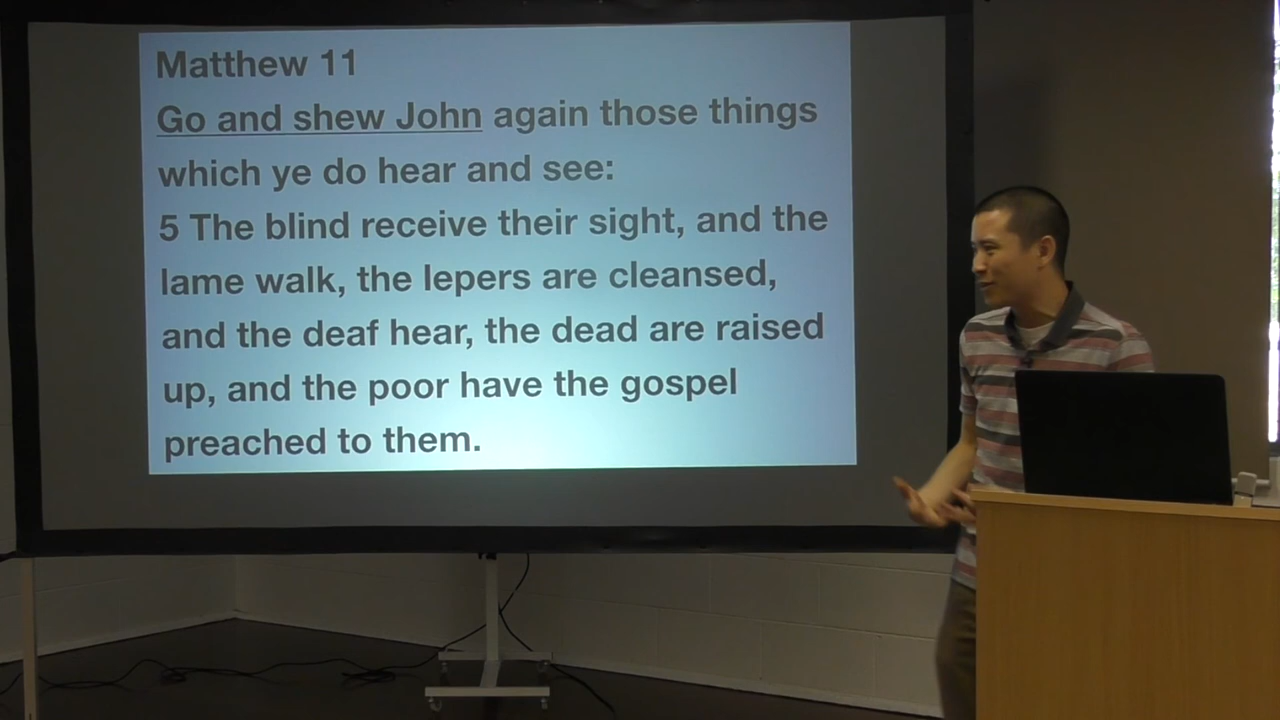 Matthew 11
Go and shew John again those things
which ye do hear and see:
5 The blind receive their sight, and the
lame walk, the lepers are cleansed,
and the deaf hear, the dead are raised
up, and the poor have the gospel
preached to them.